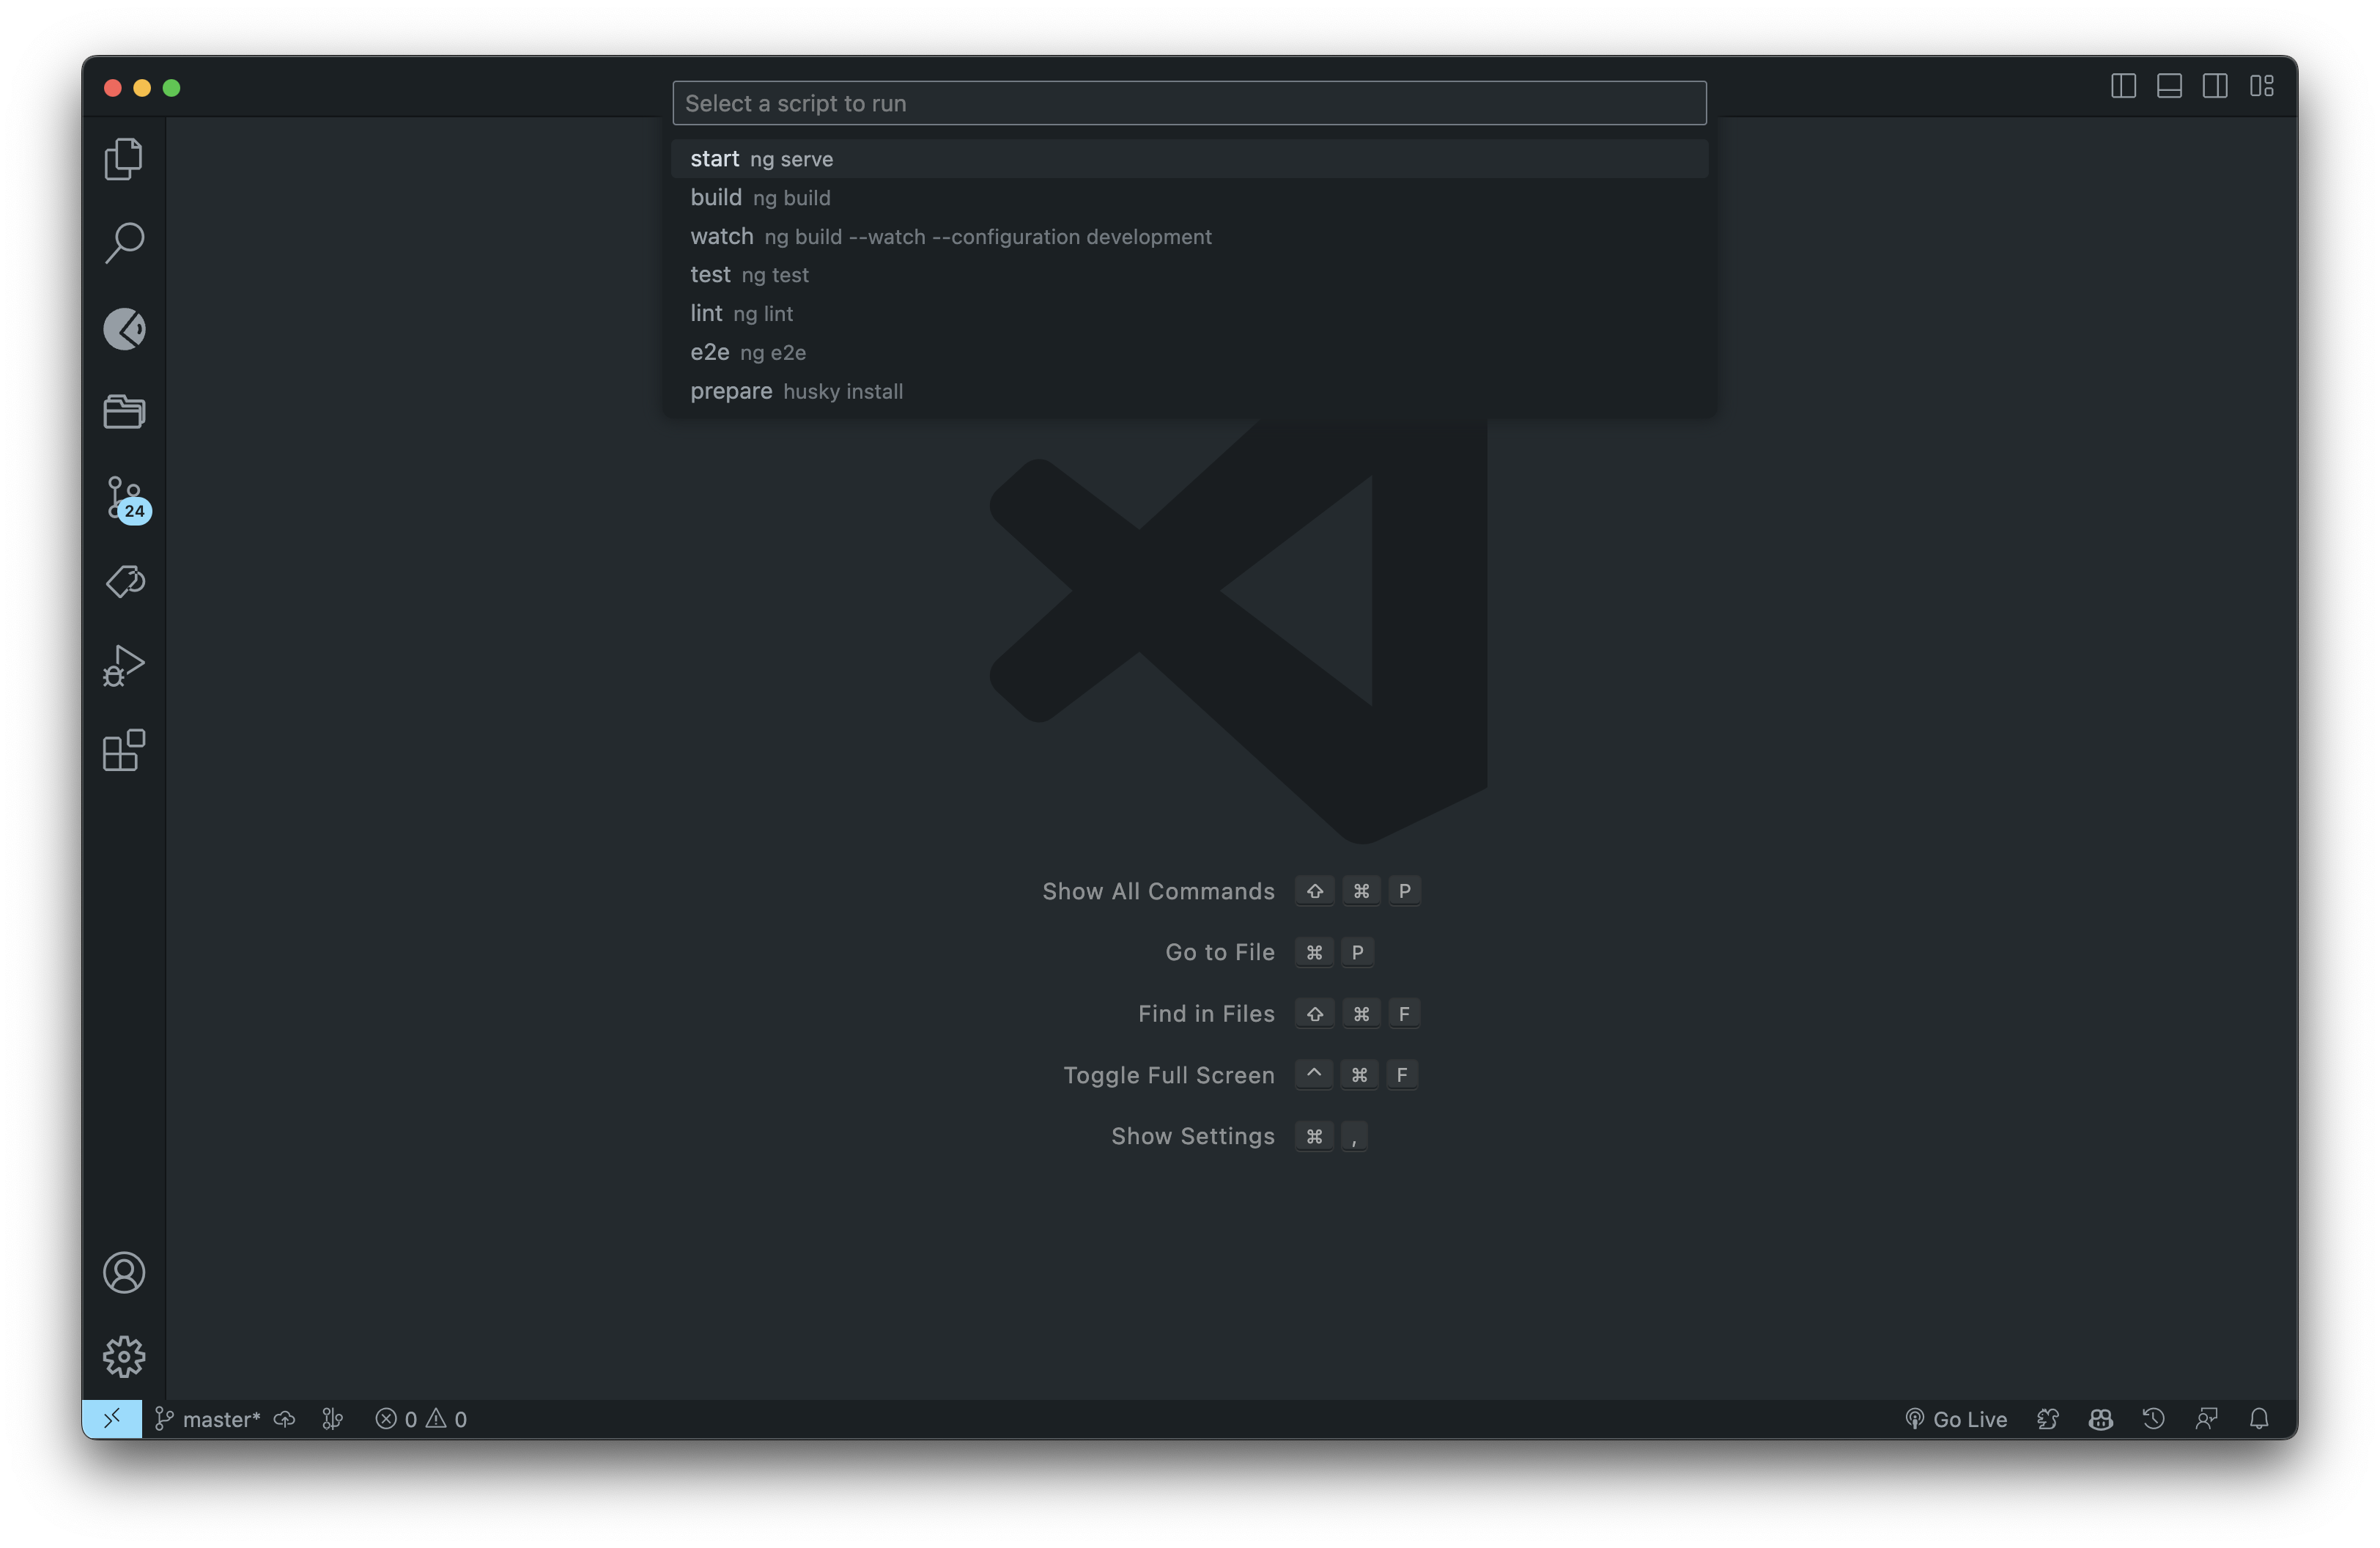 Select a script to run
start ng serve
build ng build
watch ng build --watch --configuration development
test ng test
lint ng lint
e2e ng e2e
prepare husky install
24
Show All Commands ⇧ ⌘ P
Go to File ⌘ P
Find in Files ⇧ ⌘ F
Toggle Full Screen ^ ⌘ F
Show Settings ⌘ ,
master* 0 0 Go Live